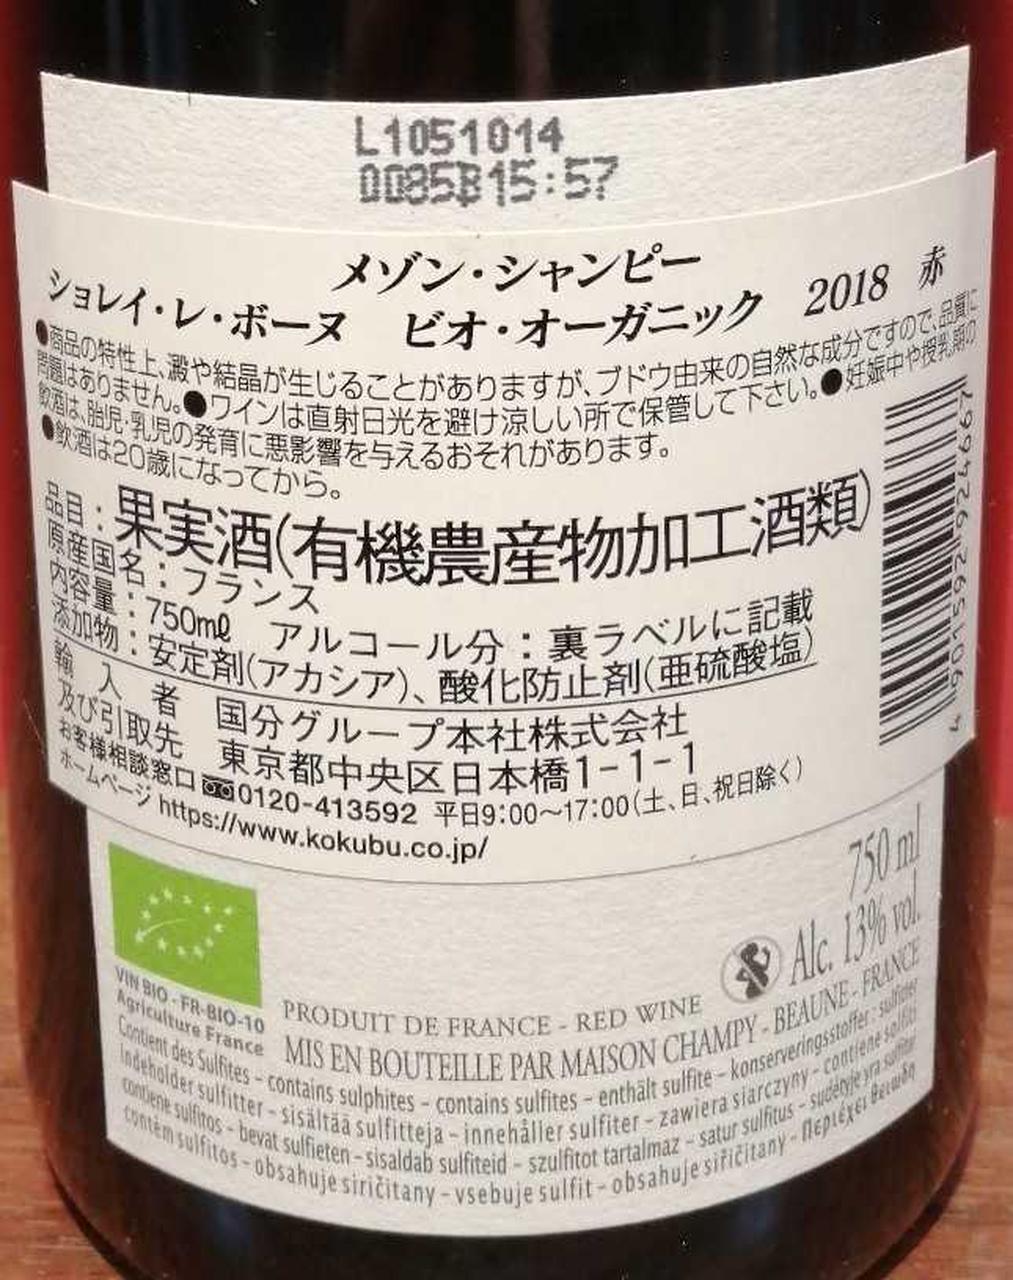 L1051014
0085B15:57
メゾン・シャンピー
ショレイ・レ・ボーヌ ビオ・オーガニック 2018 赤
●商品の特性上、澱や結晶が生じることがありますが、ブドウ由来の自然な成分ですので、品質に
問題はありません。●ワインは直射日光を避け涼しい所で保管して下さい。●妊娠中や授乳期の
飲酒は、胎児・乳児の発育に悪影響を与えるおそれがあります。
●飲酒は20歳になってから。
品目:果実酒(有機農産物加工酒類)
原産国名:フランス
内容量:750mℓ アルコール分:裏ラベルに記載
添加物:安定剤(アカシア)、酸化防止剤(亜硫酸塩)
輸入者 国分グループ本社株式会社
及び引取先 東京都中央区日本橋1-1-1
お客様相談窓口 0120-413592 平日9:00〜17:00(土、日、祝日除く)
ホームページ https://www.kokubu.co.jp/
4 901592 924667
750 ml
Alc. 13% vol.
VIN BIO - FR-BIO-10
Agriculture France
PRODUIT DE FRANCE - RED WINE
MIS EN BOUTEILLE PAR MAISON CHAMPY - BEAUNE - FRANCE
Contient des Sulfites – contains sulphites – contains sulfites – enthält sulfite – konserveringsstoffer : sulfitter
Indeholder sulfitter – sisältää sulfitteja – innehåller sulfiter – zawiera siarczyny – contiene solfiti
contiene sulfitos – bevat sulfieten – sisaldab sulfiteid – szulfitot tartalmaz – satur sulfitus – sudėtyje yra sulfitai
contém sulfitos – obsahuje siričitany – vsebuje sulfit – obsahuje siřičitany – Περιέχει θειώδη